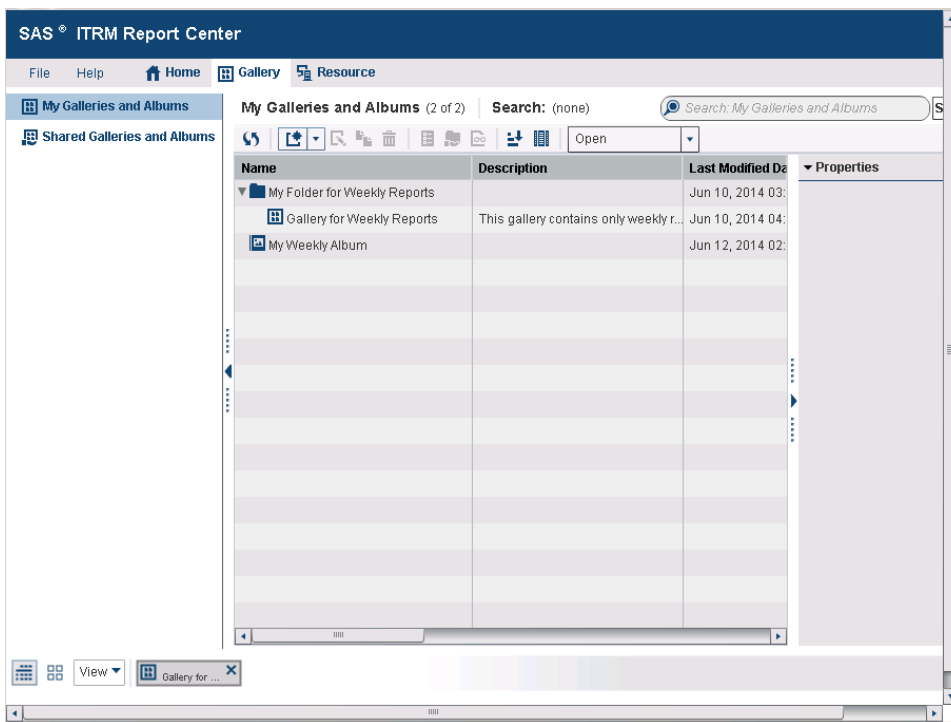 SAS ® ITRM Report Center
File Help Home Gallery Resource
My Galleries and Albums
Shared Galleries and Albums
My Galleries and Albums (2 of 2) Search: (none) Search: My Galleries and Albums S
Open
Name Description Last Modified Da Properties
My Folder for Weekly Reports Jun 10, 2014 03:
Gallery for Weekly Reports This gallery contains only weekly r... Jun 10, 2014 04:
My Weekly Album Jun 12, 2014 02:
View Gallery for ...